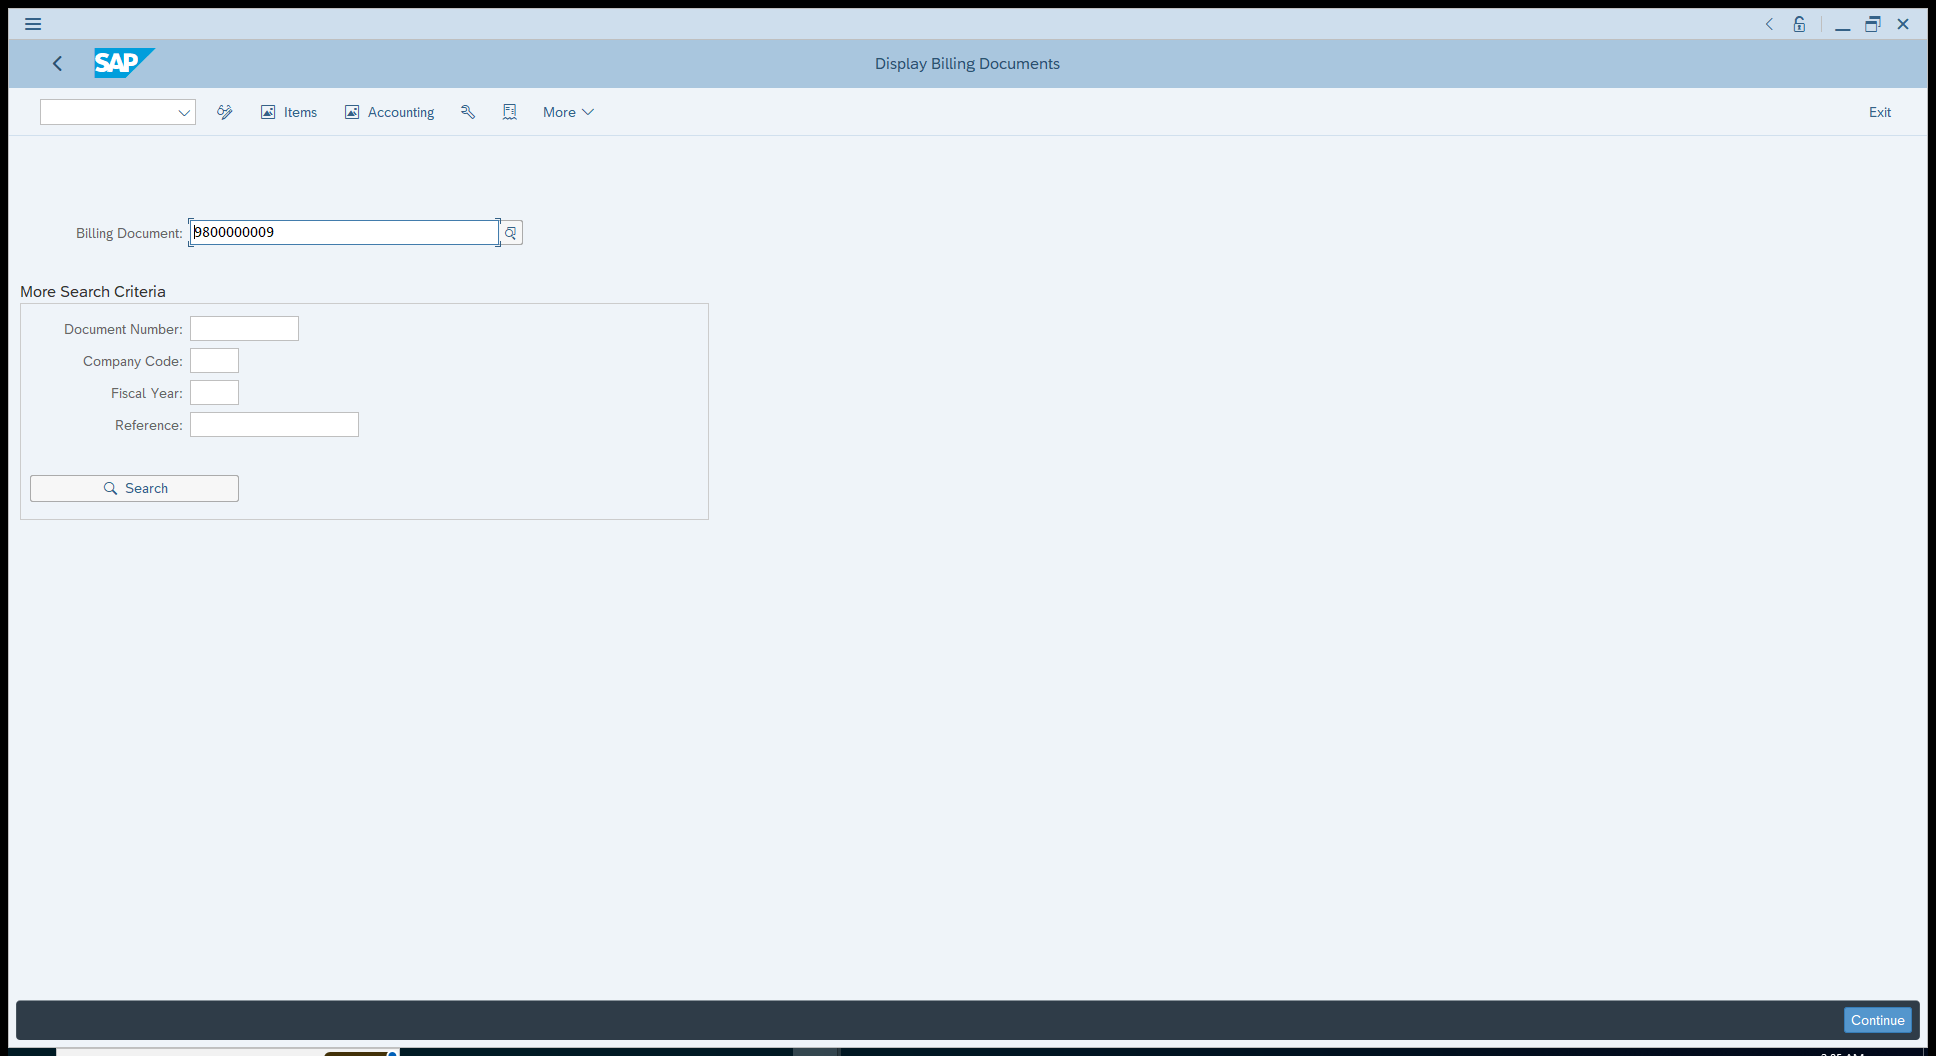 SAP
Display Billing Documents
Items
Accounting
More
Exit
Billing Document: 9800000009
More Search Criteria
Document Number:
Company Code:
Fiscal Year:
Reference:
Search
Continue